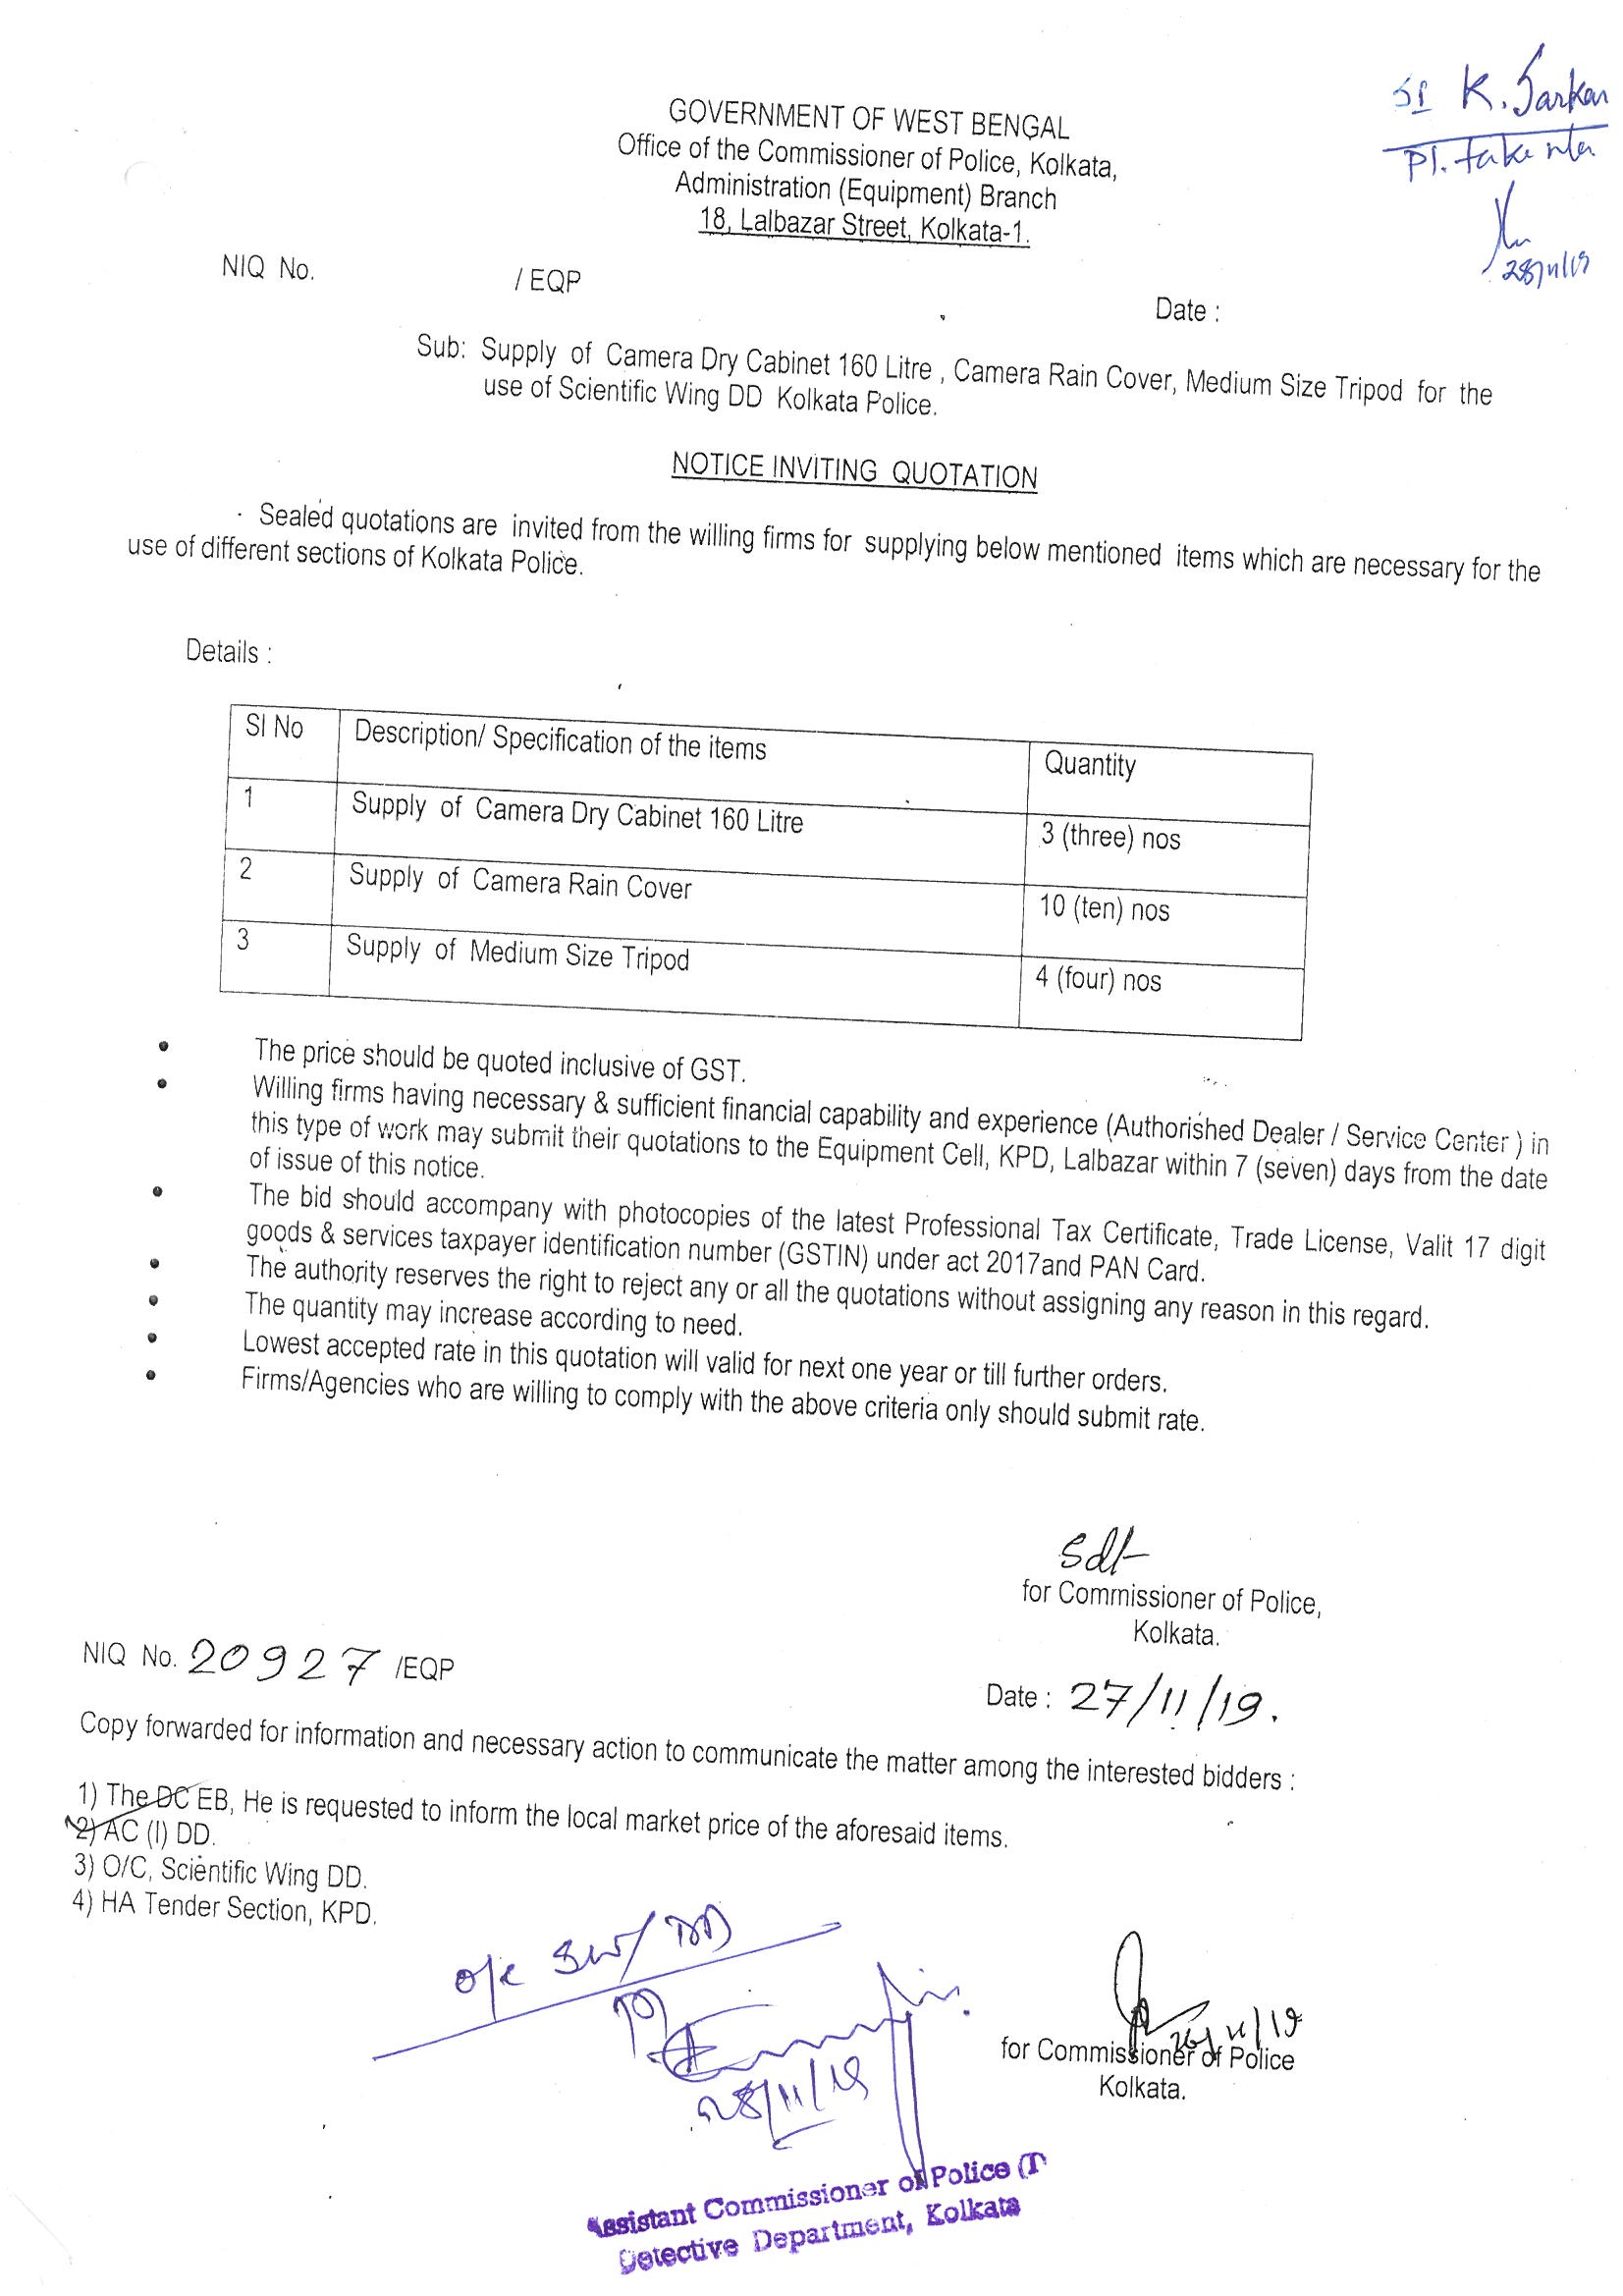 SI K. Sarkar
Pl. take nta
28/11/19
GOVERNMENT OF WEST BENGAL
Office of the Commissioner of Police, Kolkata,
Administration (Equipment) Branch
18, Lalbazar Street, Kolkata-1.
NIQ No. / EQP
Date :
Sub: Supply of Camera Dry Cabinet 160 Litre , Camera Rain Cover, Medium Size Tripod for the
use of Scientific Wing DD Kolkata Police.
NOTICE INVITING QUOTATION
Sealed quotations are invited from the willing firms for supplying below mentioned items which are necessary for the
use of different sections of Kolkata Police.
Details :
Sl No Description/ Specification of the items Quantity
1 Supply of Camera Dry Cabinet 160 Litre 3 (three) nos
2 Supply of Camera Rain Cover 10 (ten) nos
3 Supply of Medium Size Tripod 4 (four) nos
• The price should be quoted inclusive of GST.
• Willing firms having necessary & sufficient financial capability and experience (Authorished Dealer / Service Center ) in
this type of work may submit their quotations to the Equipment Cell, KPD, Lalbazar within 7 (seven) days from the date
of issue of this notice.
• The bid should accompany with photocopies of the latest Professional Tax Certificate, Trade License, Valit 17 digit
goods & services taxpayer identification number (GSTIN) under act 2017and PAN Card.
• The authority reserves the right to reject any or all the quotations without assigning any reason in this regard.
• The quantity may increase according to need.
• Lowest accepted rate in this quotation will valid for next one year or till further orders.
• Firms/Agencies who are willing to comply with the above criteria only should submit rate.
Sd/-
for Commissioner of Police,
Kolkata.
NIQ No. 20927 /EQP
Date : 27/11/19.
Copy forwarded for information and necessary action to communicate the matter among the interested bidders :
1) The DC EB, He is requested to inform the local market price of the aforesaid items.
2) AC (I) DD.
3) O/C, Scientific Wing DD.
4) HA Tender Section, KPD.
O/C SW/DD
28/11/19
26/11/19
for Commissioner of Police
Kolkata.
Assistant Commissioner of Police (I
Detective Department, Kolkata